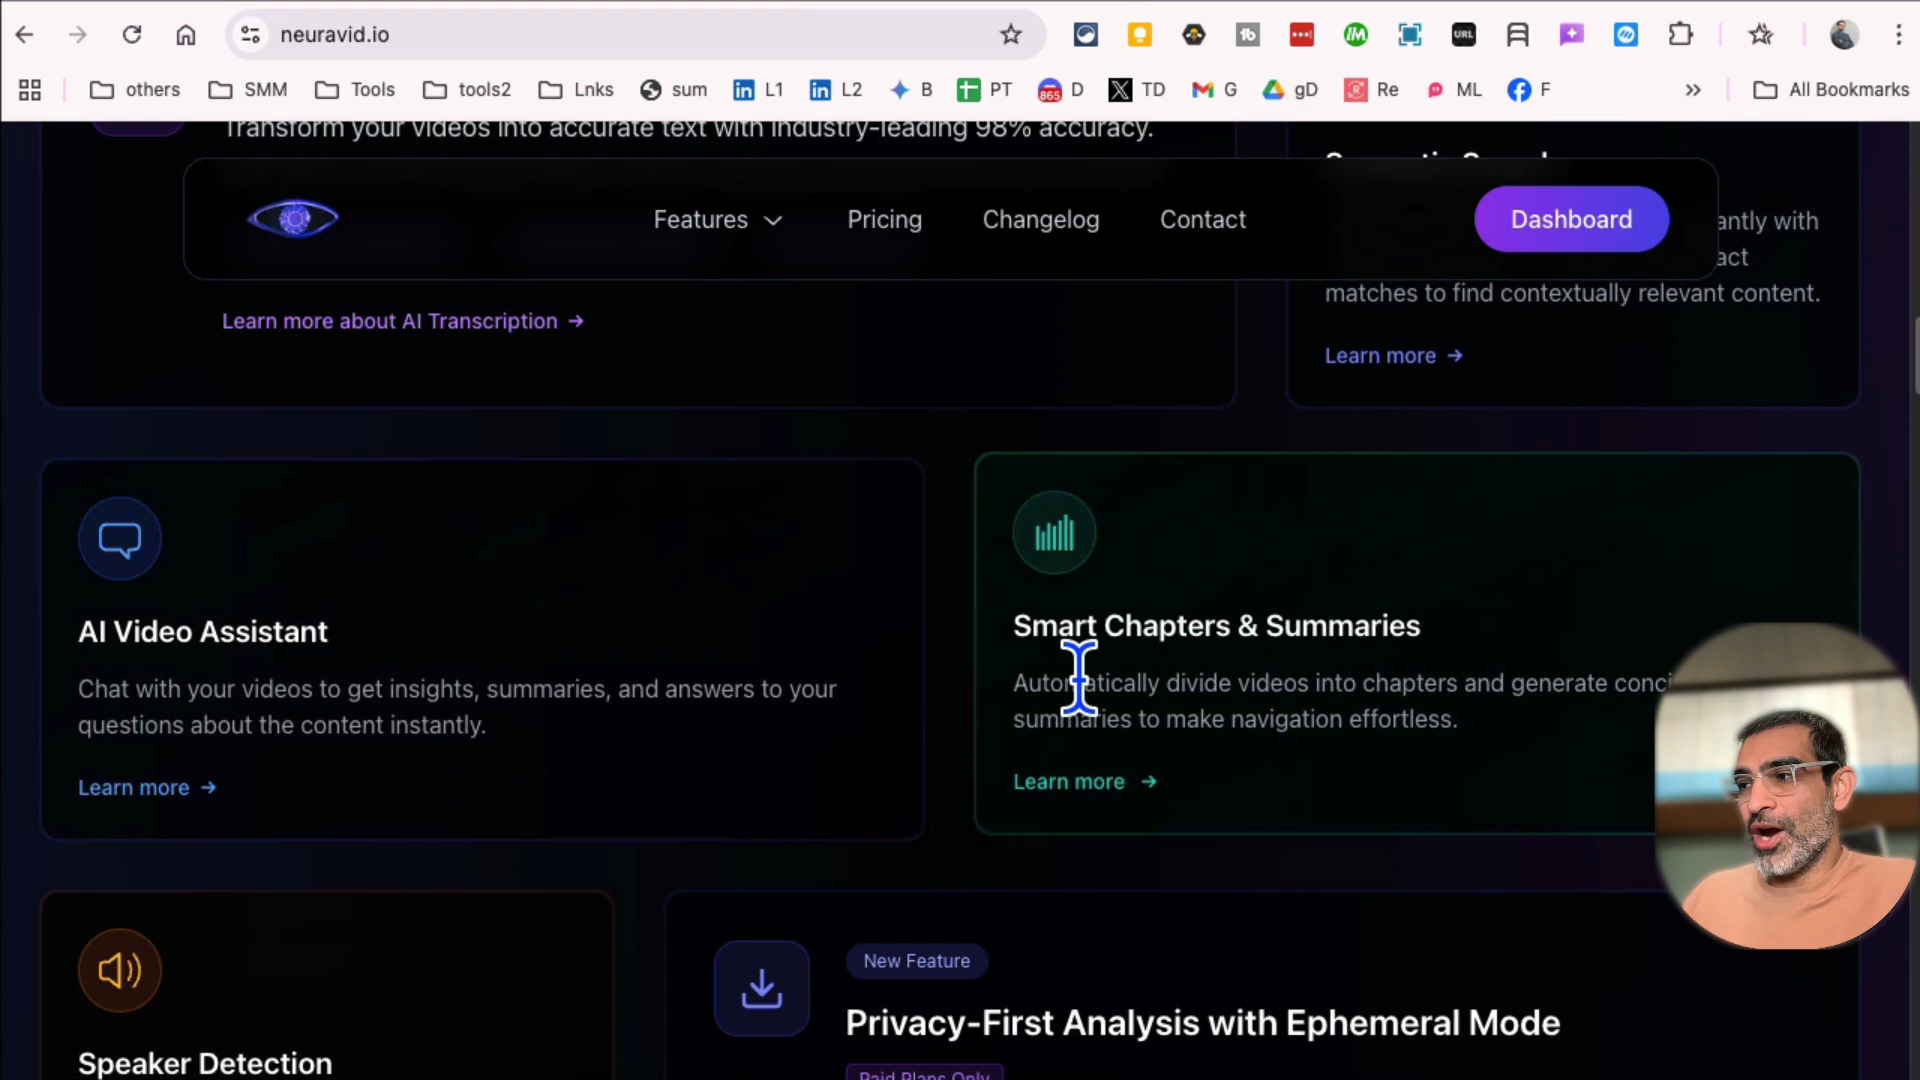 neuravid.io
others SMM Tools tools2 Lnks sum L1 L2 B PT D TD G gD Re ML F All Bookmarks
Transform your videos into accurate text with industry-leading 98% accuracy.
Features Pricing Changelog Contact Dashboard
Learn more about AI Transcription →
antly with
act
matches to find contextually relevant content.
Learn more →
AI Video Assistant
Chat with your videos to get insights, summaries, and answers to your
questions about the content instantly.
Learn more →
Smart Chapters & Summaries
Automatically divide videos into chapters and generate conci
summaries to make navigation effortless.
Learn more →
Speaker Detection
New Feature
Privacy-First Analysis with Ephemeral Mode
Paid Plans Only